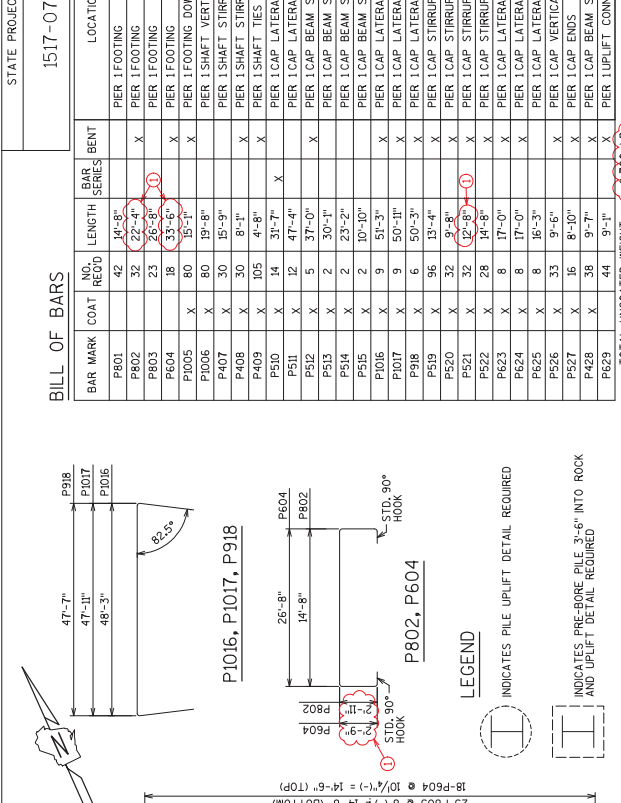 STATE PROJEC
1517-07
BILL OF BARS
BAR MARK COAT NO. REQ'D LENGTH BAR SERIES BENT LOCATIO
P801 42 14'-8" PIER 1 FOOTING
P802 32 22'-4" X PIER 1 FOOTING
P803 23 26'-8" PIER 1 FOOTING
P604 18 33'-6" X PIER 1 FOOTING
P1005 X 80 15'-1" X PIER 1 FOOTING DOW
P1006 X 80 19'-8" PIER 1 SHAFT VERT
P407 X 30 15'-9" PIER 1 SHAFT STIR
P408 X 30 8'-1" X PIER 1 SHAFT STIRR
P409 X 105 4'-8" X PIER 1 SHAFT TIES
P510 X 14 31'-7" X PIER 1 CAP LATERA
P511 X 12 47'-4" PIER 1 CAP LATERA
P512 X 5 37'-0" X PIER 1 CAP BEAM S
P513 X 2 30'-1" PIER 1 CAP BEAM S
P514 X 2 23'-2" PIER 1 CAP BEAM S
P515 X 2 10'-10" PIER 1 CAP BEAM S
P1016 X 9 51'-3" X PIER 1 CAP LATERA
P1017 X 9 50'-11" X PIER 1 CAP LATERA
P918 X 6 50'-3" X PIER 1 CAP LATERA
P519 X 96 13'-4" X PIER 1 CAP STIRRUP
P520 X 32 9'-8" X PIER 1 CAP STIRRUP
P521 X 32 12'-8" X PIER 1 CAP STIRRUP
P522 X 28 14'-8" X PIER 1 CAP STIRRUP
P623 X 8 17'-0" X PIER 1 CAP LATERA
P624 X 8 17'-0" X PIER 1 CAP LATERA
P625 X 8 16'-3" X PIER 1 CAP LATERA
P526 X 33 9'-6" X PIER 1 CAP VERTICA
P527 X 16 8'-10" X PIER 1 CAP ENDS
P428 X 38 9'-7" X PIER 1 CAP BEAM S
P629 X 44 9'-1" X PIER 1 UPLIFT CONN
1
1
47'-7" P918
47'-11" P1017
48'-3" P1016
82.5°
P1016, P1017, P918
26'-8" P604
14'-8" P802
P604 P802
2'-9" 2'-11"
1
STD. 90° HOOK
STD. 90° HOOK
P802, P604
LEGEND
INDICATES PILE UPLIFT DETAIL REQUIRED
INDICATES PRE-BORE PILE 3'-6" INTO ROCK
AND UPLIFT DETAIL REQUIRED
18-P604 @ 10¼"(-) = 14'-6" (TOP)